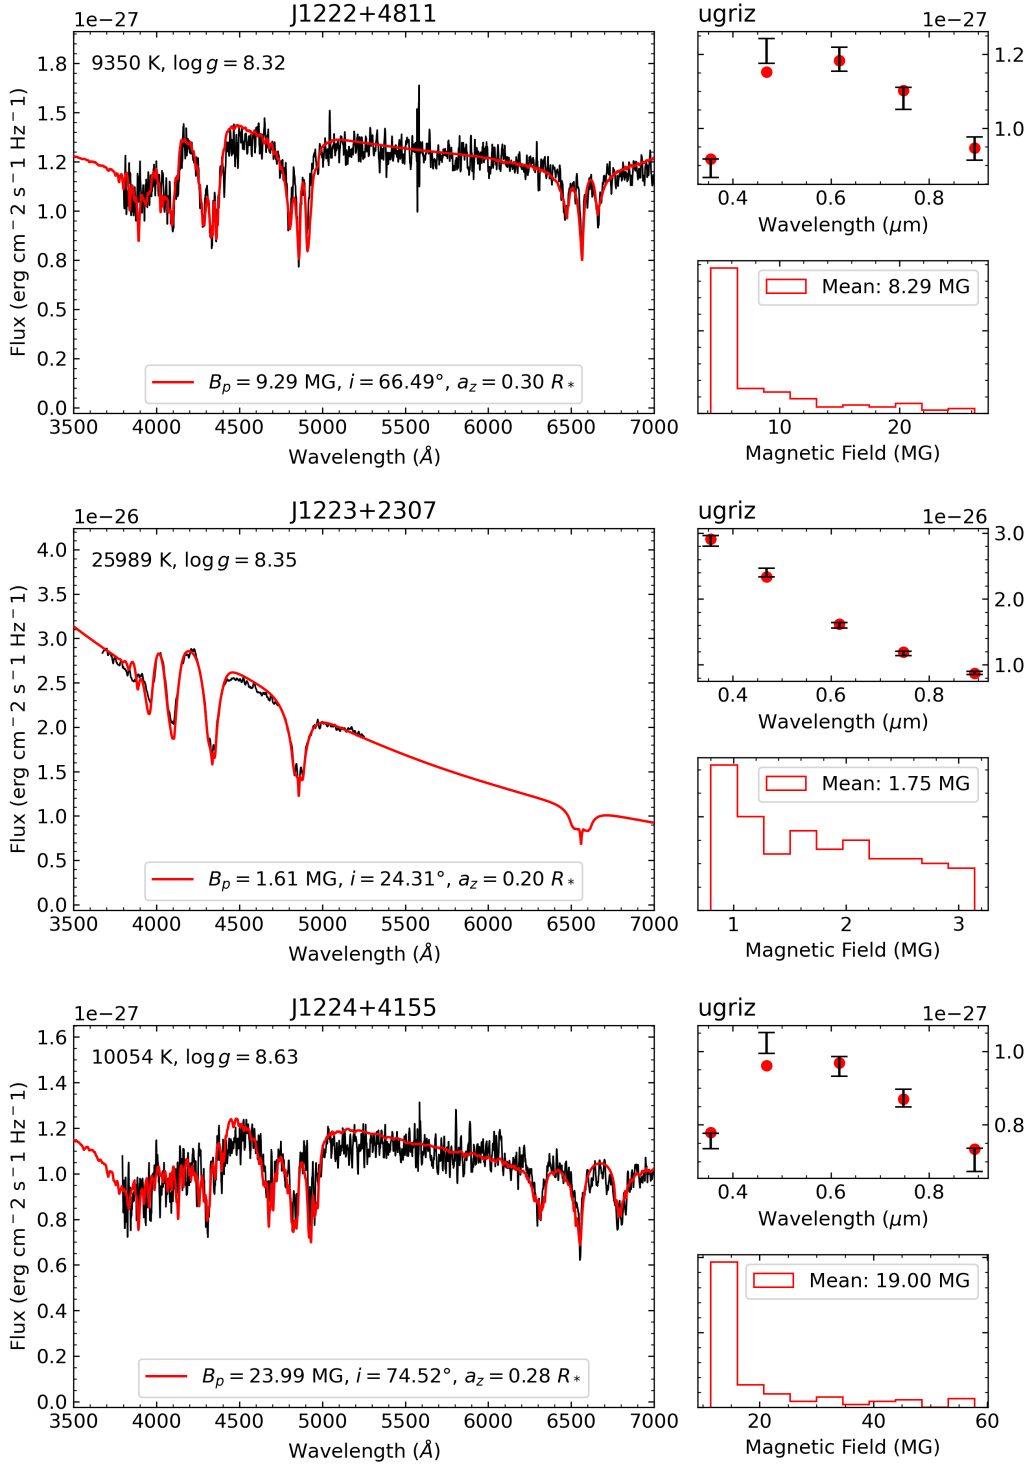 1e−27
J1222+4811
9350 K, log g = 8.32
1.8
1.5
1.2
1.0
0.8
0.5
0.2
0.0
Flux (erg cm−2 s−1 Hz−1)
B_p = 9.29 MG, i = 66.49°, a_z = 0.30 R_*
3500 4000 4500 5000 5500 6000 6500 7000
Wavelength (Å)
ugriz
1e−27
1.2
1.0
0.4 0.6 0.8
Wavelength (μm)
Mean: 8.29 MG
10 20
Magnetic Field (MG)
1e−26
J1223+2307
25989 K, log g = 8.35
4.0
3.5
3.0
2.5
2.0
1.5
1.0
0.5
0.0
Flux (erg cm−2 s−1 Hz−1)
B_p = 1.61 MG, i = 24.31°, a_z = 0.20 R_*
3500 4000 4500 5000 5500 6000 6500 7000
Wavelength (Å)
ugriz
1e−26
3.0
2.0
1.0
0.4 0.6 0.8
Wavelength (μm)
Mean: 1.75 MG
1 2 3
Magnetic Field (MG)
1e−27
J1224+4155
10054 K, log g = 8.63
1.6
1.4
1.2
1.0
0.8
0.6
0.4
0.2
0.0
Flux (erg cm−2 s−1 Hz−1)
B_p = 23.99 MG, i = 74.52°, a_z = 0.28 R_*
3500 4000 4500 5000 5500 6000 6500 7000
Wavelength (Å)
ugriz
1e−27
1.0
0.8
0.4 0.6 0.8
Wavelength (μm)
Mean: 19.00 MG
20 40 60
Magnetic Field (MG)